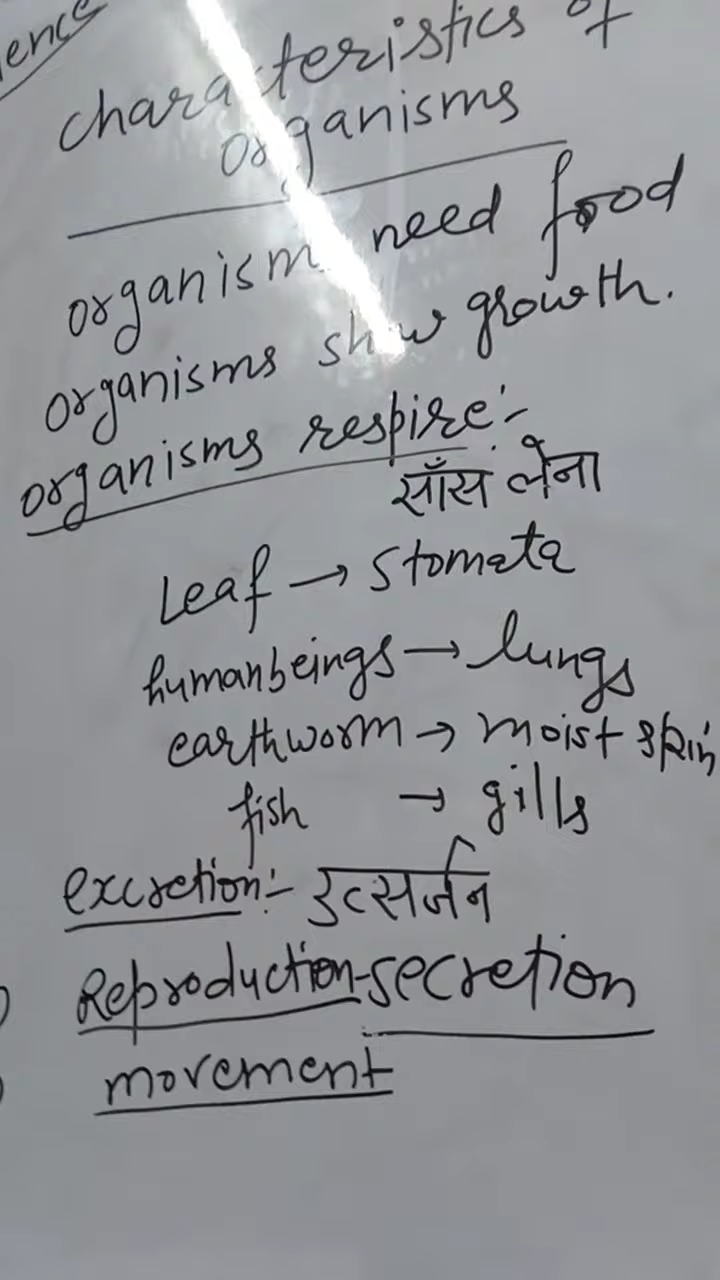 characteristics of
organisms
organism need food
organisms show growth.
organisms respire:-
साँस लेना
Leaf → stomata
humanbeings → lungs
earthworm → moist skin
fish → gills
excretion:- उत्सर्जन
Reproduction-secretion
movement